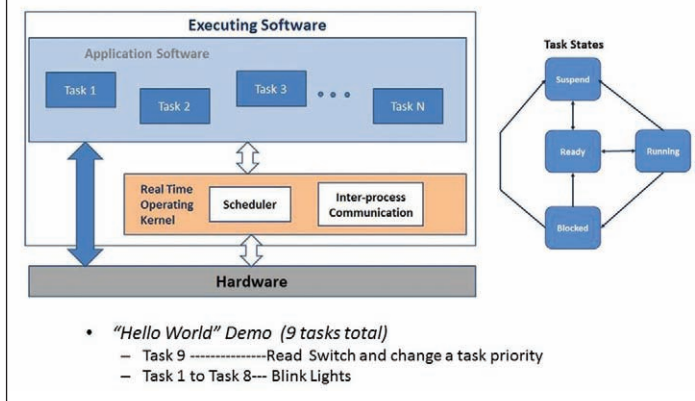 Executing Software
Application Software
Task 1
Task 2
Task 3
• • •
Task N
Real Time
Operating
Kernel
Scheduler
Inter-process
Communication
Hardware
Task States
Suspend
Ready
Running
Blocked
• “Hello World” Demo (9 tasks total)
– Task 9 ---------------Read Switch and change a task priority
– Task 1 to Task 8--- Blink Lights